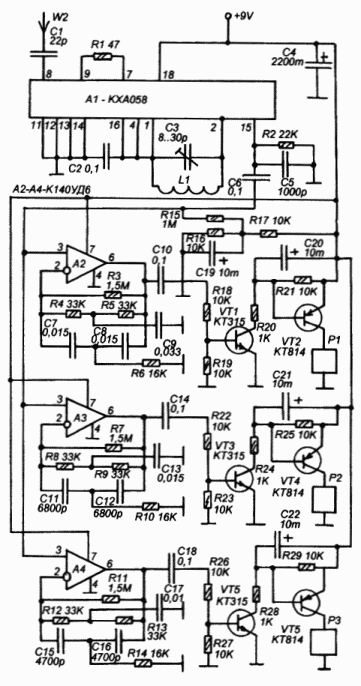 W2
+9V
C1
22p
R1 47
C4
2200m
8 9 7 18
A1 - KXA058
11 12 13 14 16 4 1 2 15
C3
8..30p
R2 22K
C2 0,1
L1
C5
1000p
C6
0,1
A2-A4-К140УД6
R15
1M
R17 10K
R16
10K
C20
10m
C19 10m
C10
0,1
3 7
A2 6
2 4
R3
1,5M
R18
10K
R21 10K
R4 33K R5 33K
VT1
KT315
R20
1K
C7
0,015
C8
0,015
C9
0,033
VT2
KT814
P1
R6 16K
R19
10K
C21
10m
C14
0,1
3 7
A3 6
2 4
R22
10K
R25 10K
R7
1,5M
VT3
KT315
R24
1K
R8 33K
R9 33K
C13
0,015
VT4
KT814
P2
C11
6800p
C12
6800p
R23
10K
R10 16K
C22
10m
C18
0,1
R26
10K
R29 10K
3 7
A4 6
2 4
R11
1,5M
C17
0,01
VT5
KT315
R28
1K
R12 33K
R13
33K
VT5
KT814
P3
C15
4700p
C16
4700p
R14 16K
R27
10K